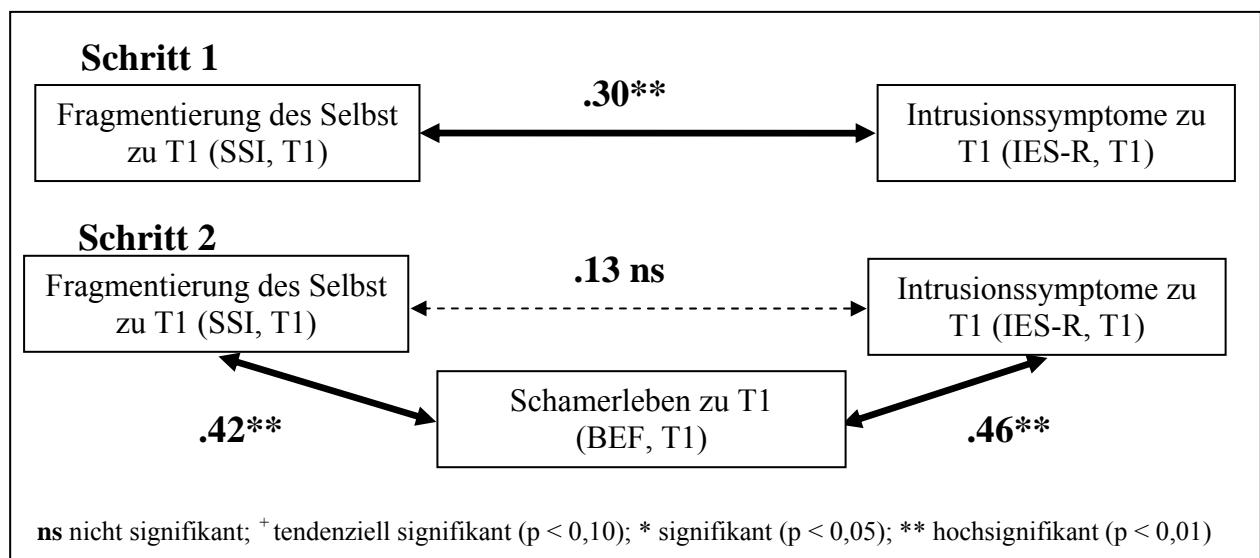 Schritt 1
.30**
Fragmentierung des Selbst
zu T1 (SSI, T1)
Intrusionssymptome zu
T1 (IES-R, T1)
Schritt 2
.13 ns
Fragmentierung des Selbst
zu T1 (SSI, T1)
Intrusionssymptome zu
T1 (IES-R, T1)
Schamerleben zu T1
(BEF, T1)
.42**
.46**
ns nicht signifikant; + tendenziell signifikant (p < 0,10); * signifikant (p < 0,05); ** hochsignifikant (p < 0,01)